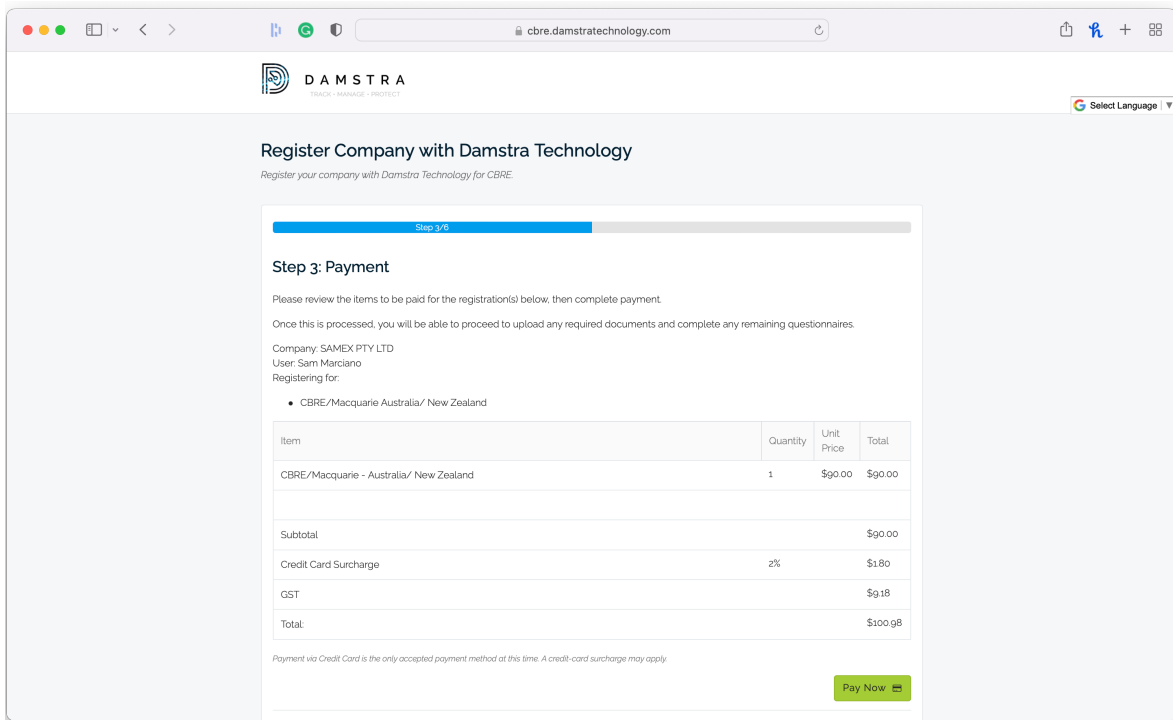 cbre.damstratechnology.com
DAMSTRA
TRACK - MANAGE - PROTECT
Select Language
Register Company with Damstra Technology
Register your company with Damstra Technology for CBRE.
Step 3/6
Step 3: Payment
Please review the items to be paid for the registration(s) below, then complete payment.
Once this is processed, you will be able to proceed to upload any required documents and complete any remaining questionnaires.
Company: SAMEX PTY LTD
User: Sam Marciano
Registering for:
• CBRE/Macquarie Australia/ New Zealand
Item Quantity Unit Price Total
CBRE/Macquarie - Australia/ New Zealand 1 $90.00 $90.00
Subtotal $90.00
Credit Card Surcharge 2% $1.80
GST $9.18
Total: $100.98
Payment via Credit Card is the only accepted payment method at this time. A credit-card surcharge may apply.
Pay Now